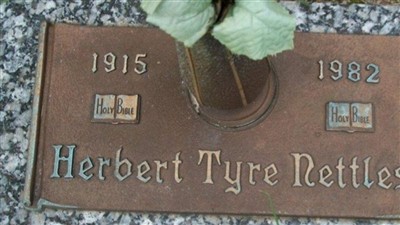 1915 1982
Holy Bible Holy Bible
Herbert Tyre Nettles